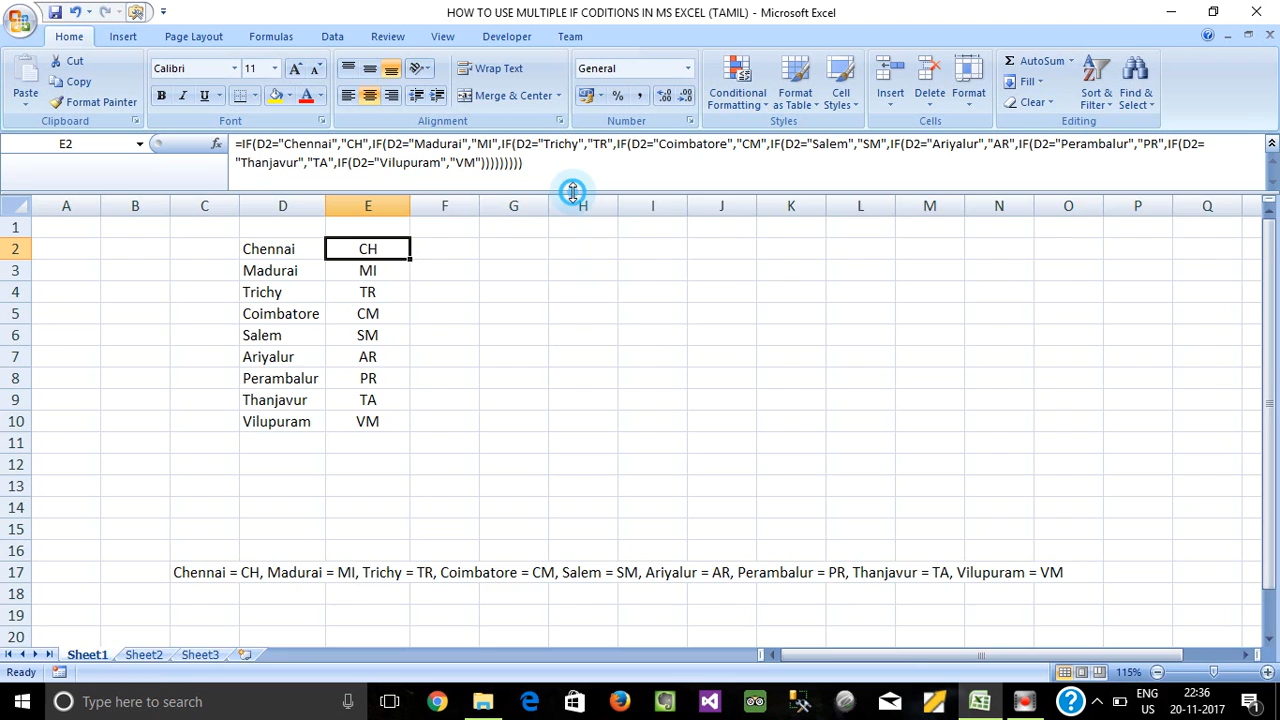 HOW TO USE MULTIPLE IF CODITIONS IN MS EXCEL (TAMIL) - Microsoft Excel
Home Insert Page Layout Formulas Data Review View Developer Team
Paste Cut Copy Format Painter Clipboard
Calibri 11 B I U A A A Font
Wrap Text Merge & Center Alignment
General % , .0 .00 .00 .0 Number
Conditional Formatting Format as Table Cell Styles Styles
Insert Delete Format Cells
Σ AutoSum Fill Clear Sort & Filter Find & Select Editing
E2 fx =IF(D2="Chennai","CH",IF(D2="Madurai","MI",IF(D2="Trichy","TR",IF(D2="Coimbatore","CM",IF(D2="Salem","SM",IF(D2="Ariyalur","AR",IF(D2="Perambalur","PR",IF(D2=
"Thanjavur","TA",IF(D2="Vilupuram","VM")))))))))
A B C D E F G H I J K L M N O P Q
1
2 Chennai CH
3 Madurai MI
4 Trichy TR
5 Coimbatore CM
6 Salem SM
7 Ariyalur AR
8 Perambalur PR
9 Thanjavur TA
10 Vilupuram VM
11
12
13
14
15
16
17 Chennai = CH, Madurai = MI, Trichy = TR, Coimbatore = CM, Salem = SM, Ariyalur = AR, Perambalur = PR, Thanjavur = TA, Vilupuram = VM
18
19
20
Sheet1 Sheet2 Sheet3
Ready 115%
Type here to search ENG 22:36
US 20-11-2017 1